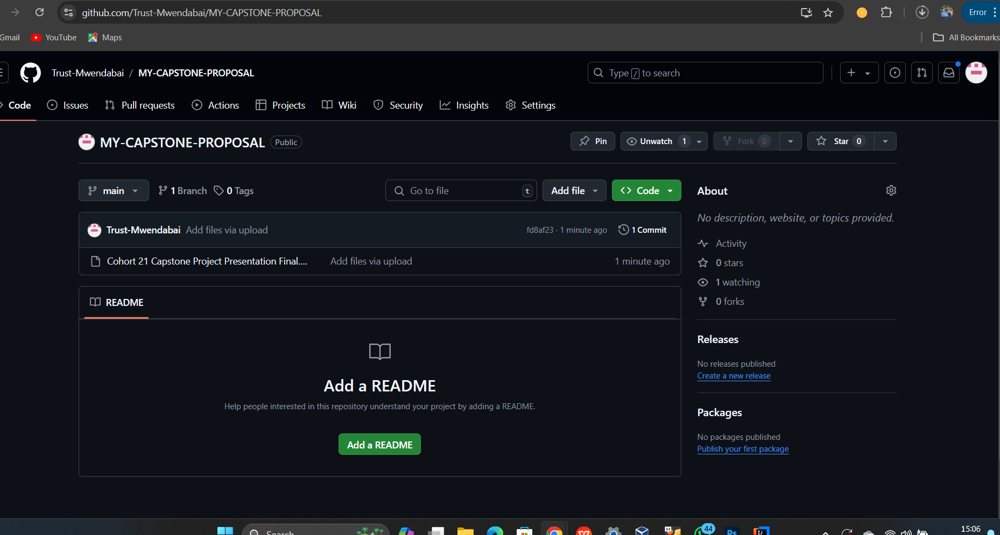 github.com/Trust-Mwendabai/MY-CAPSTONE-PROPOSAL
Error
Gmail
YouTube
Maps
All Bookmarks
Trust-Mwendabai / MY-CAPSTONE-PROPOSAL
Type / to search
Code
Issues
Pull requests
Actions
Projects
Wiki
Security
Insights
Settings
MY-CAPSTONE-PROPOSAL
Public
Pin
Unwatch 1
Fork 0
Star 0
main
1 Branch
0 Tags
Go to file
t
Add file
Code
Trust-Mwendabai Add files via upload
fd8af23 · 1 minute ago
1 Commit
Cohort 21 Capstone Project Presentation Final....
Add files via upload
1 minute ago
README
Add a README
Help people interested in this repository understand your project by adding a README.
Add a README
About
No description, website, or topics provided.
Activity
0 stars
1 watching
0 forks
Releases
No releases published
Create a new release
Packages
No packages published
Publish your first package
Search
64
44
Ps
IJ
15:06